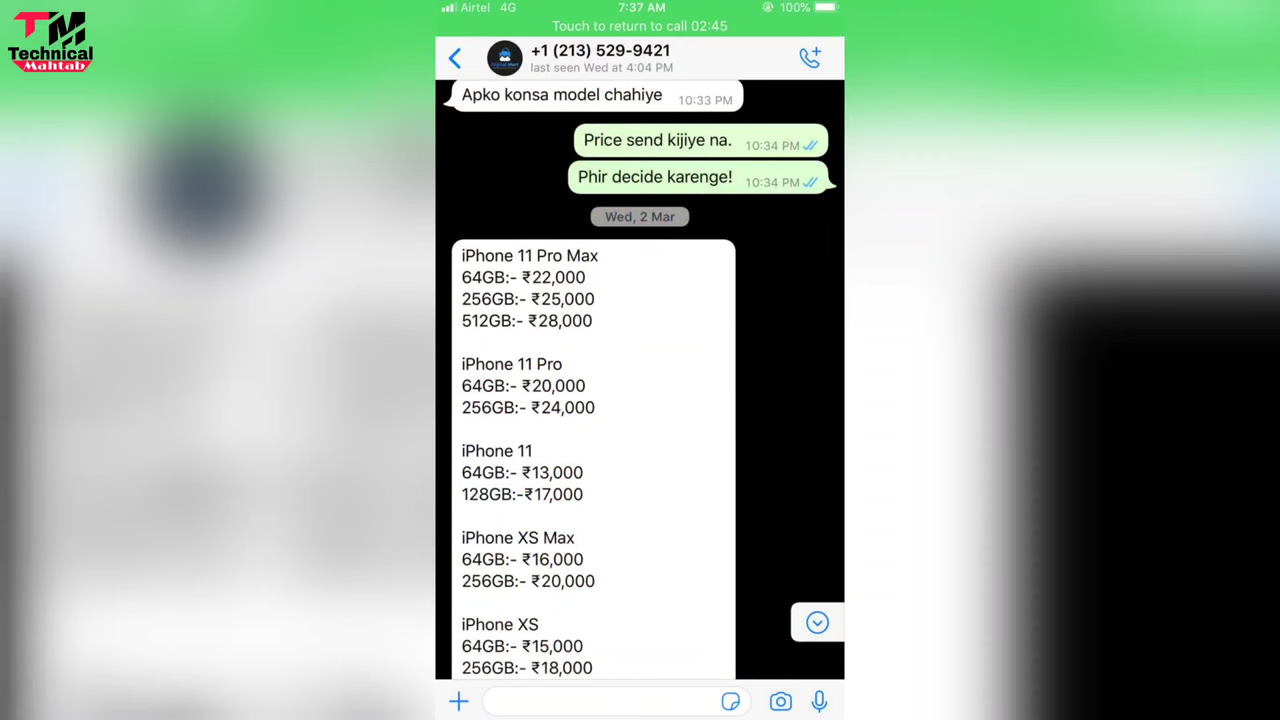 TM
Technical
Mahtab
Airtel 4G 7:37 AM 100%
Touch to return to call 02:45
+1 (213) 529-9421
last seen Wed at 4:04 PM
Apko konsa model chahiye 10:33 PM
Price send kijiye na. 10:34 PM
Phir decide karenge! 10:34 PM
Wed, 2 Mar
iPhone 11 Pro Max
64GB:- ₹22,000
256GB:- ₹25,000
512GB:- ₹28,000
iPhone 11 Pro
64GB:- ₹20,000
256GB:- ₹24,000
iPhone 11
64GB:- ₹13,000
128GB:-₹17,000
iPhone XS Max
64GB:- ₹16,000
256GB:- ₹20,000
iPhone XS
64GB:- ₹15,000
256GB:- ₹18,000